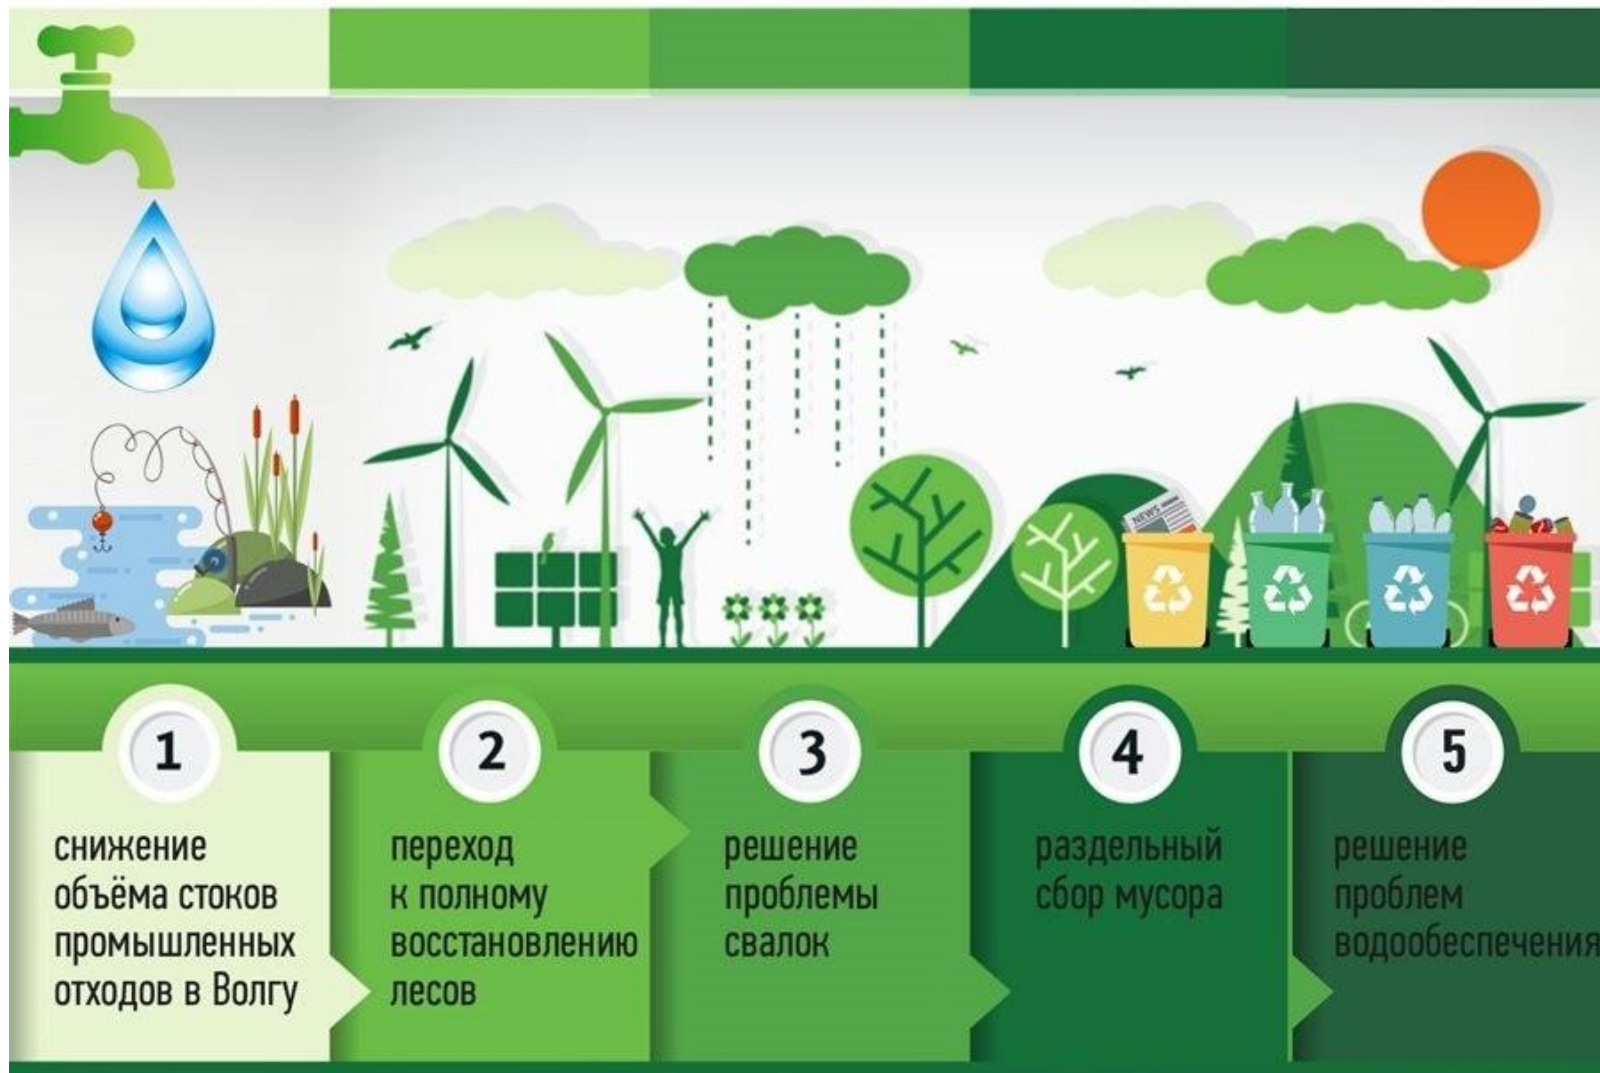 NEWS
1
снижение
объёма стоков
промышленных
отходов в Волгу
2
переход
к полному
восстановлению
лесов
3
решение
проблемы
свалок
4
раздельный
сбор мусора
5
решение
проблем
водообеспечения